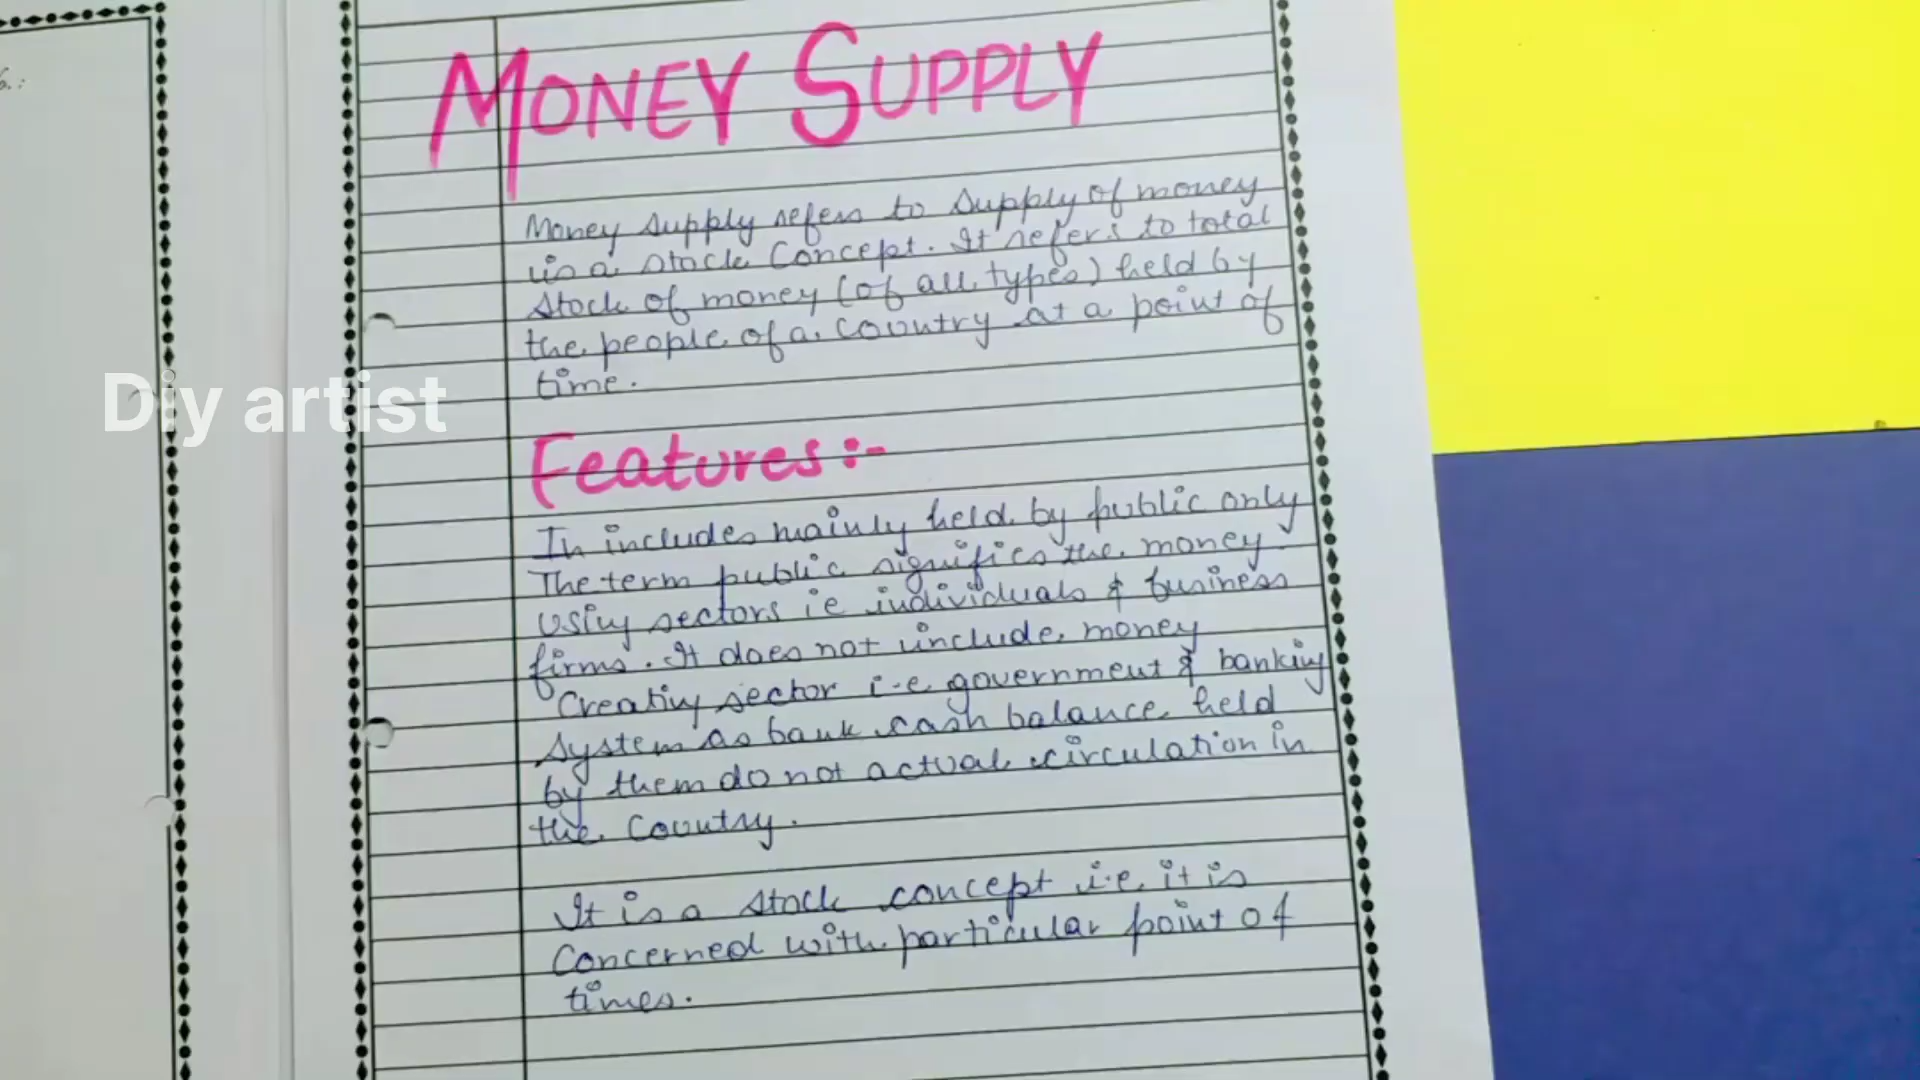 6.:
MONEY SUPPLY
Money supply refers to supply of money
is a stock Concept. It refers to total
stock of money (of all types) held by
the people of a country at a point of
time.
Diy artist
Features:-
In includes mainly held by public only
The term public significs the money
using sectors ie individuals & business
firms. It does not include money
Creating sector i.e government & banking
system as bank cash balance held
by them do not actual circulation in
the Country.
It is a stock concept i.e. it is
Concerned with particular point of
times.